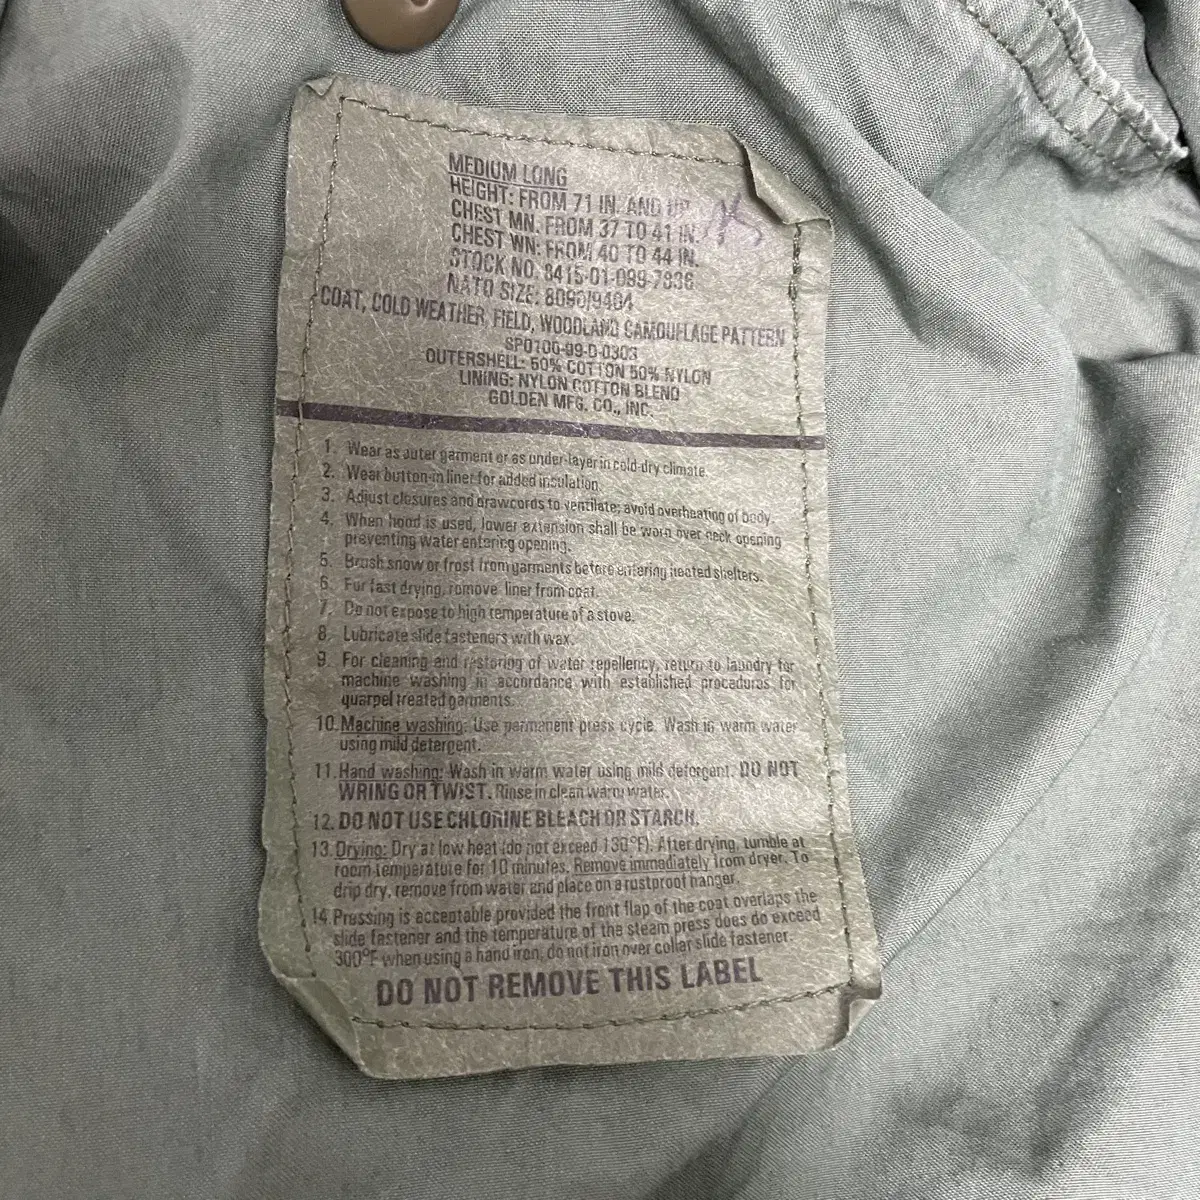 MEDIUM LONG
HEIGHT: FROM 71 IN. AND UP
CHEST MN. FROM 37 TO 41 IN.
CHEST WN: FROM 40 TO 44 IN.
STOCK NO. 8415-01-099-7836
NATO SIZE: 8090/9404
COAT, COLD WEATHER, FIELD, WOODLAND CAMOUFLAGE PATTERN
SPO100-99-D-0303
OUTERSHELL: 50% COTTON 50% NYLON
LINING: NYLON COTTON BLEND
GOLDEN MFG. CO., INC.
1. Wear as outer garment or as under-layer in cold-dry climate.
2. Wear button-in liner for added insulation.
3. Adjust closures and drawcords to ventilate; avoid overheating of body.
4. When hood is used, lower extension shall be worn over neck opening
preventing water entering opening.
5. Brush snow or frost from garments before entering heated shelters.
6. For fast drying, remove liner from coat.
7. Do not expose to high temperature of a stove.
8. Lubricate slide fasteners with wax.
9. For cleaning and restoring of water repellency, return to laundry for
machine washing in accordance with established procedures for
quarpel treated garments.
10. Machine washing: Use permanent press cycle. Wash in warm water
using mild detergent.
11. Hand washing: Wash in warm water using mild detergent. DO NOT
WRING OR TWIST. Rinse in clean warm water.
12. DO NOT USE CHLORINE BLEACH OR STARCH.
13. Drying: Dry at low heat (do not exceed 130°F). After drying, tumble at
room temperature for 10 minutes. Remove immediately from dryer. To
drip dry, remove from water and place on a rustproof hanger.
14. Pressing is acceptable provided the front flap of the coat overlaps the
slide fastener and the temperature of the steam press does do exceed
300°F when using a hand iron, do not iron over collar slide fastener.
DO NOT REMOVE THIS LABEL